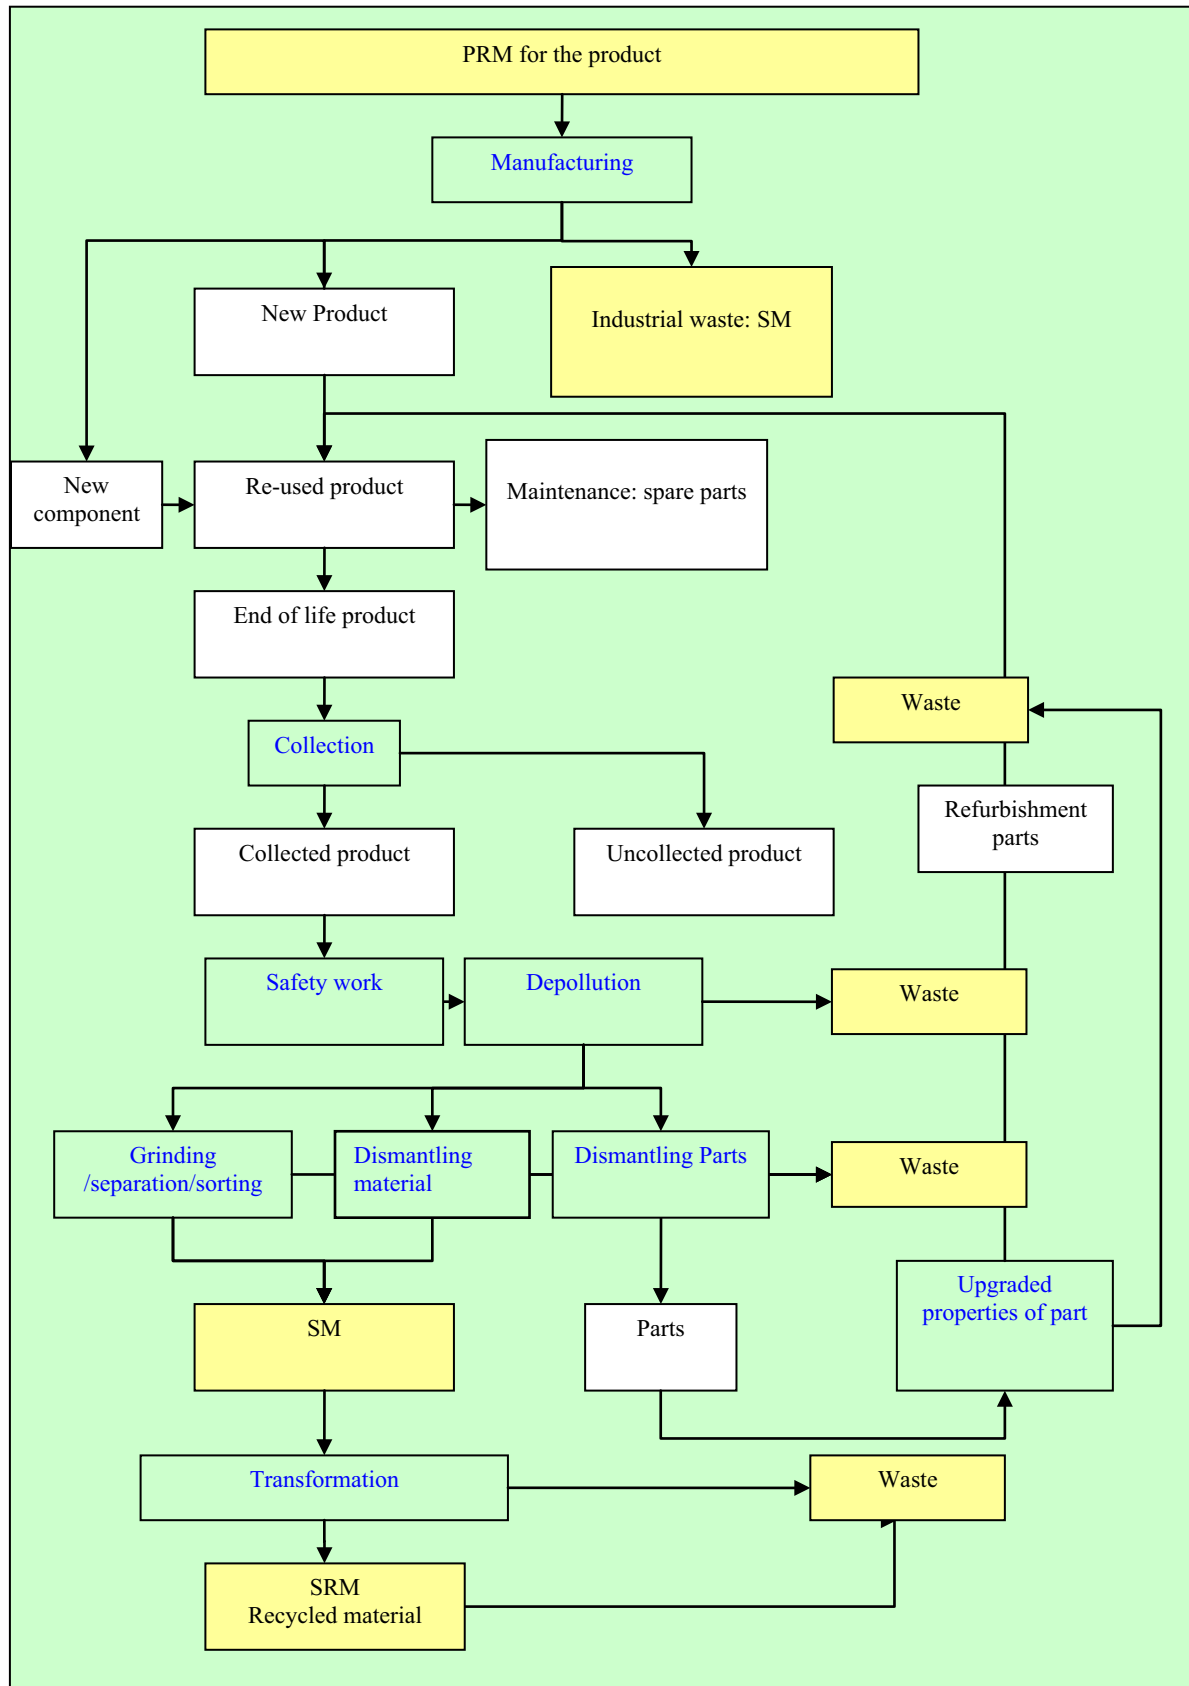 PRM for the product
Manufacturing
New Product
Industrial waste: SM
New
component
Re-used product
Maintenance: spare parts
End of life product
Waste
Collection
Refurbishment
parts
Collected product
Uncollected product
Safety work
Depollution
Waste
Grinding
/separation/sorting
Dismantling
material
Dismantling Parts
Waste
Upgraded
properties of part
SM
Parts
Transformation
Waste
SRM
Recycled material